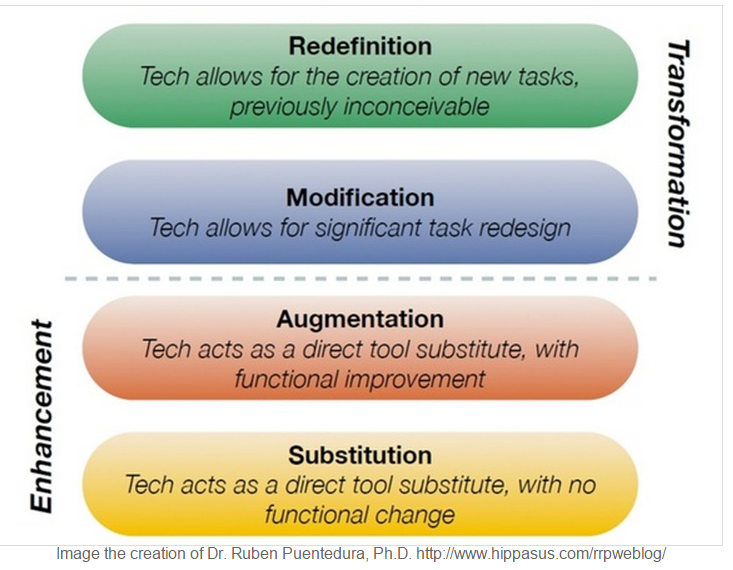 Redefinition
Tech allows for the creation of new tasks,
previously inconceivable
Transformation
Modification
Tech allows for significant task redesign
Augmentation
Tech acts as a direct tool substitute, with
functional improvement
Enhancement
Substitution
Tech acts as a direct tool substitute, with no
functional change
Image the creation of Dr. Ruben Puentedura, Ph.D. http://www.hippasus.com/rrpweblog/